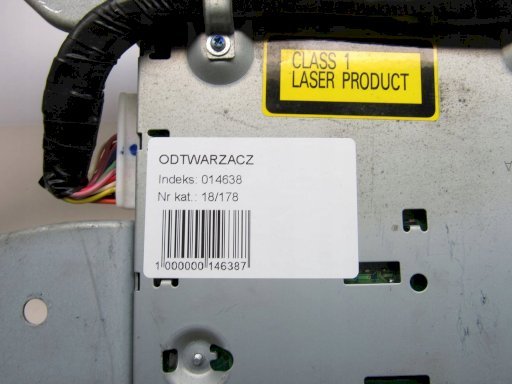 CLASS 1
LASER PRODUCT
ODTWARZACZ
Indeks: 014638
Nr kat.: 18/178
1 000000 146387